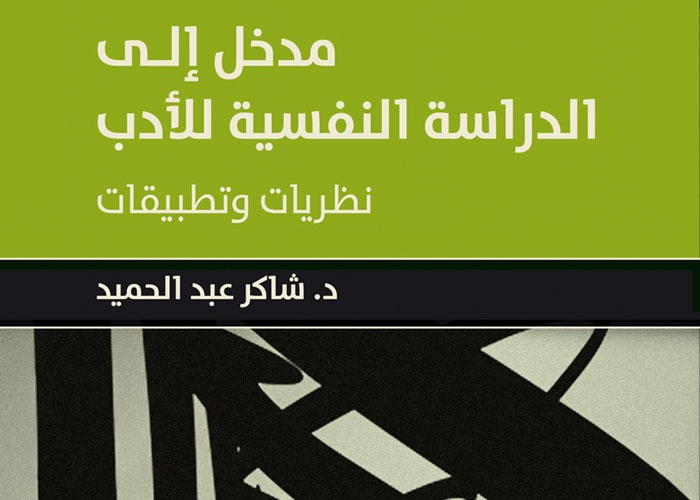 مدخل إلى
الدراسة النفسية للأدب
نظريات وتطبيقات
د. شاكر عبد الحميد